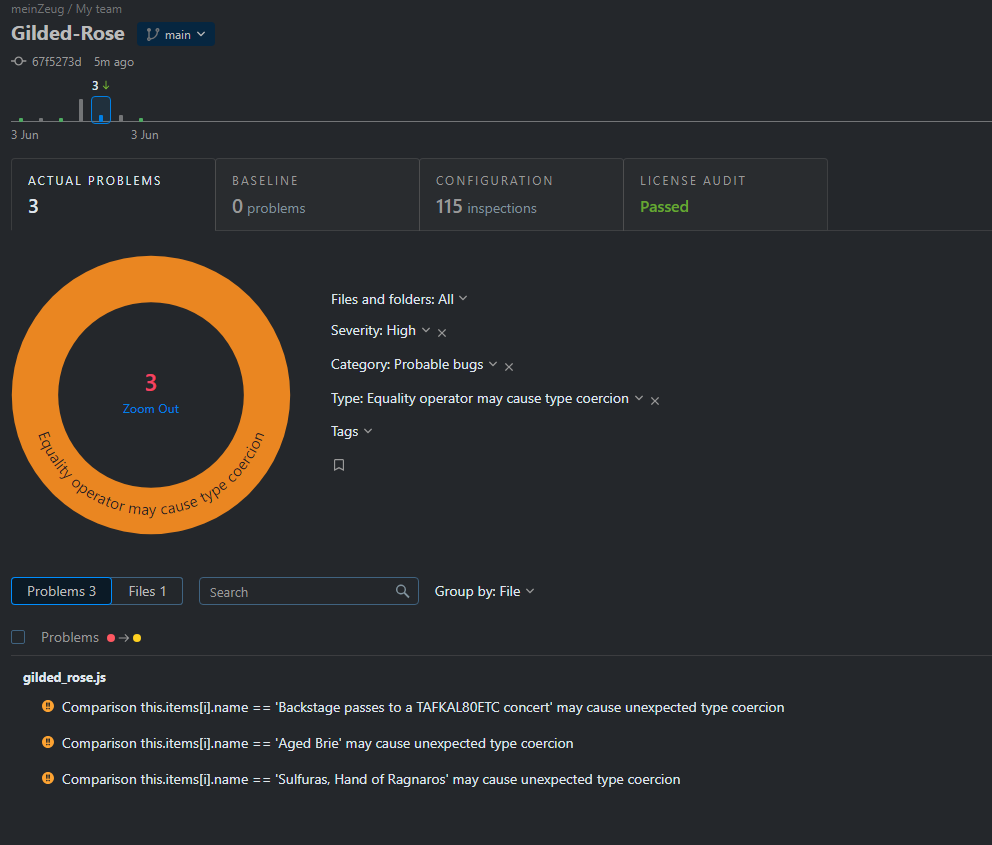 meinZeug / My team
Gilded-Rose main
67f5273d 5m ago
3
3 Jun 3 Jun
ACTUAL PROBLEMS BASELINE CONFIGURATION LICENSE AUDIT
3 0 problems 115 inspections Passed
Files and folders: All
Severity: High
Category: Probable bugs
Type: Equality operator may cause type coercion
Tags
3
Zoom Out
Equality operator may cause type coercion
Problems 3 Files 1 Search Group by: File
Problems
gilded_rose.js
Comparison this.items[i].name == 'Backstage passes to a TAFKAL80ETC concert' may cause unexpected type coercion
Comparison this.items[i].name == 'Aged Brie' may cause unexpected type coercion
Comparison this.items[i].name == 'Sulfuras, Hand of Ragnaros' may cause unexpected type coercion